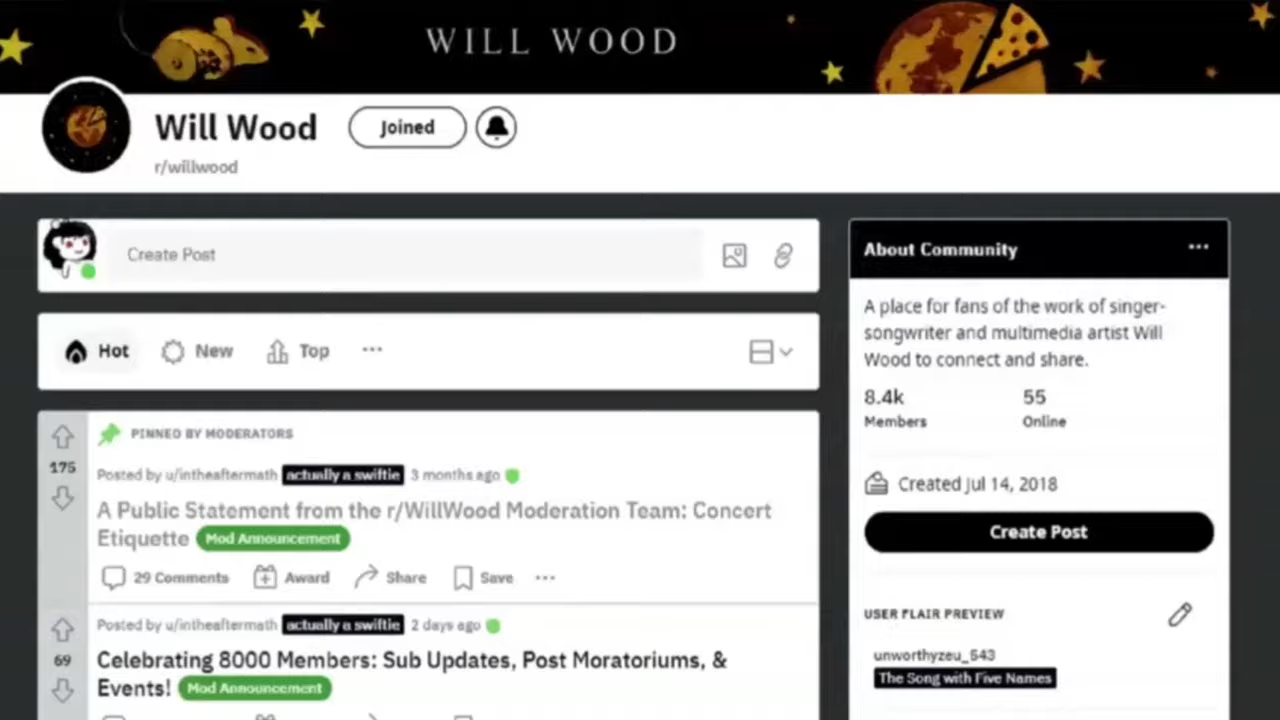 WILL WOOD
Will Wood
Joined
r/willwood
Create Post
Hot
New
Top
PINNED BY MODERATORS
175
Posted by u/intheaftermath actually a swiftie 3 months ago
A Public Statement from the r/WillWood Moderation Team: Concert
Etiquette Mod Announcement
29 Comments Award Share Save
Posted by u/intheaftermath actually a swiftie 2 days ago
69
Celebrating 8000 Members: Sub Updates, Post Moratoriums, &
Events! Mod Announcement
About Community
A place for fans of the work of singer-
songwriter and multimedia artist Will
Wood to connect and share.
8.4k 55
Members Online
Created Jul 14, 2018
Create Post
USER FLAIR PREVIEW
unworthyzeu_543
The Song with Five Names